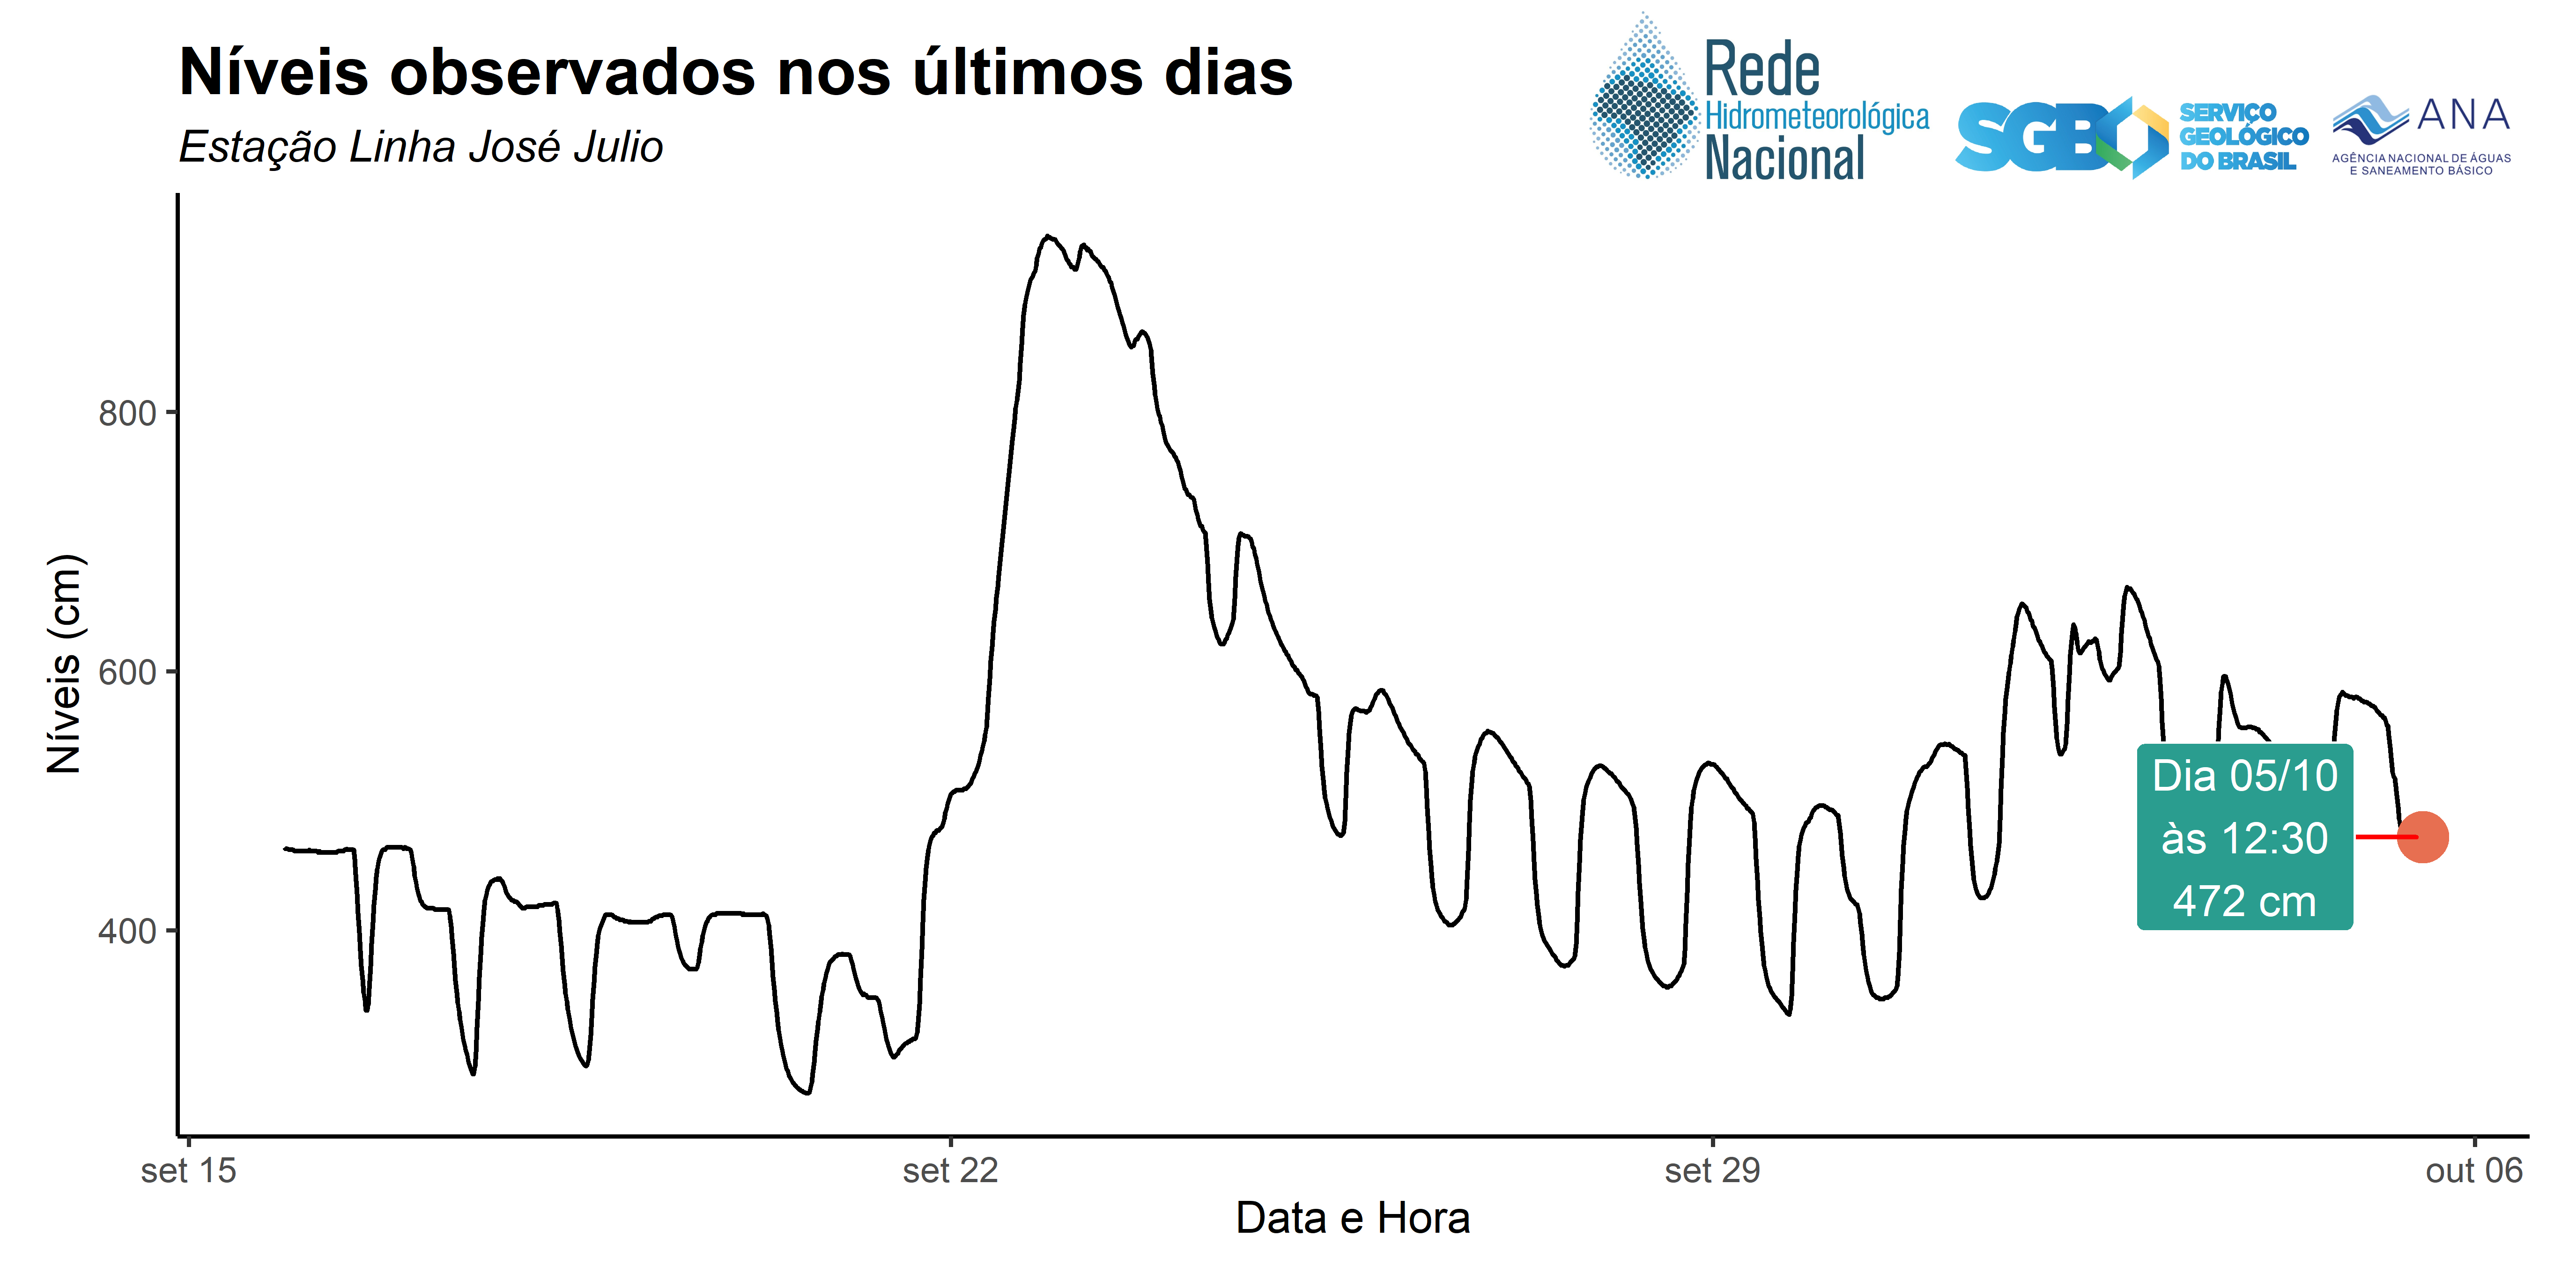 Níveis observados nos últimos dias
Estação Linha José Julio
Rede
Hidrometeorológica
Nacional
SGB
SERVIÇO
GEOLÓGICO
DO BRASIL
ANA
AGÊNCIA NACIONAL DE ÁGUAS
E SANEAMENTO BÁSICO
Níveis (cm)
800
600
400
Dia 05/10
às 12:30
472 cm
set 15
set 22
set 29
out 06
Data e Hora